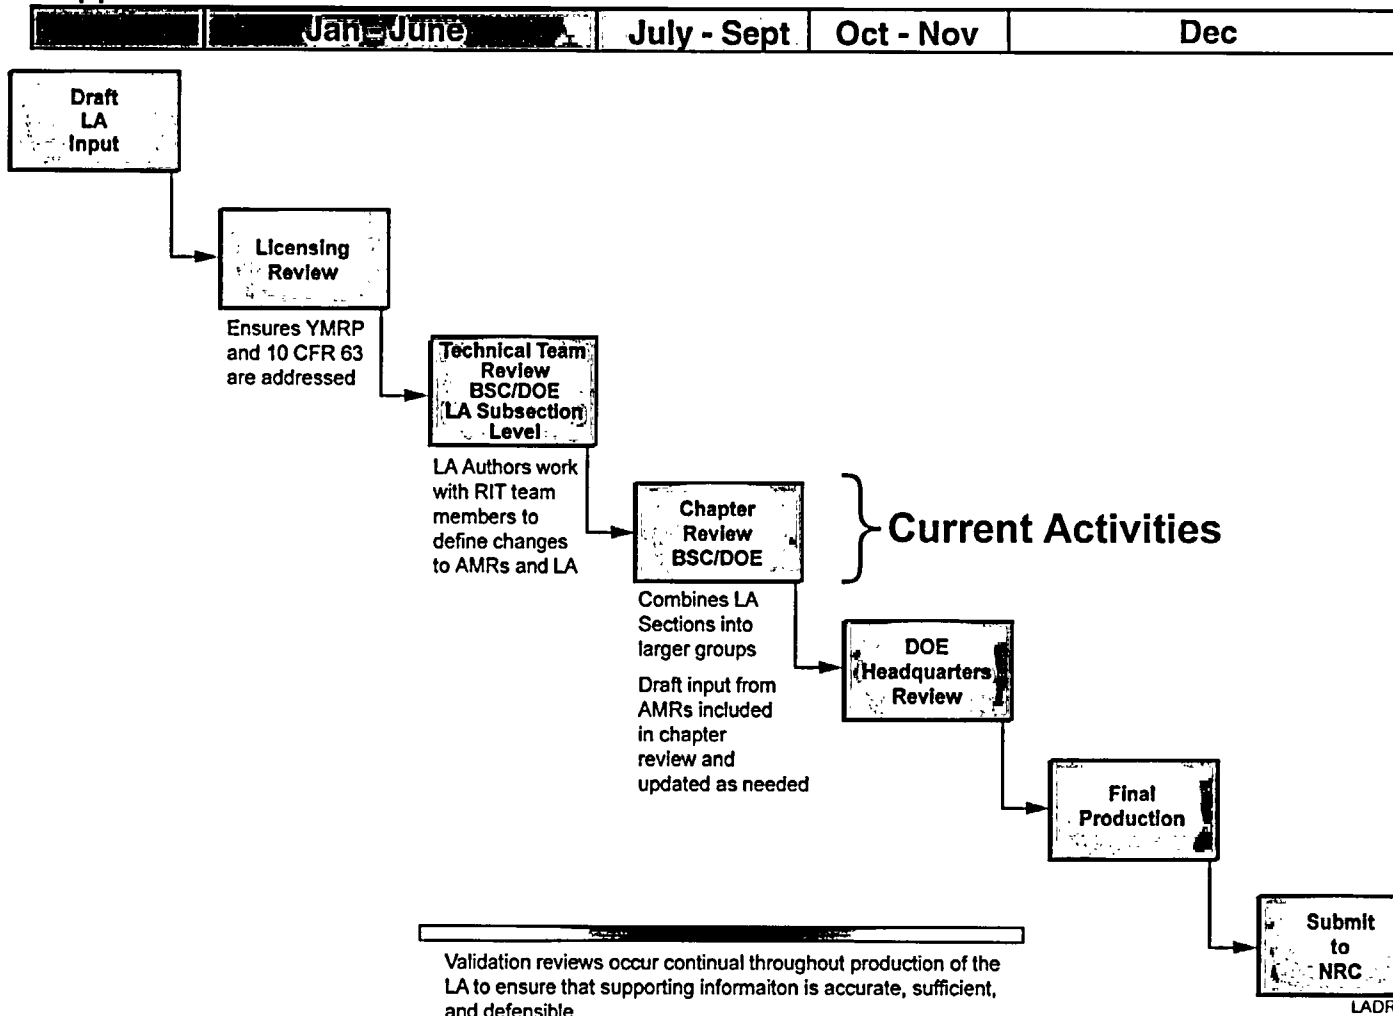 Jan - June
July - Sept
Oct - Nov
Dec
Draft
LA
Input
Licensing
Review
Ensures YMRP
and 10 CFR 63
are addressed
Technical Team
Review
BSC/DOE
LA Subsection
Level
LA Authors work
with RIT team
members to
define changes
to AMRs and LA
Chapter
Review
BSC/DOE
Current Activities
Combines LA
Sections into
larger groups
Draft input from
AMRs included
in chapter
review and
updated as needed
DOE
Headquarters
Review
Final
Production
Submit
to
NRC
Validation reviews occur continual throughout production of the
LA to ensure that supporting informaiton is accurate, sufficient,
and defensible
LADR